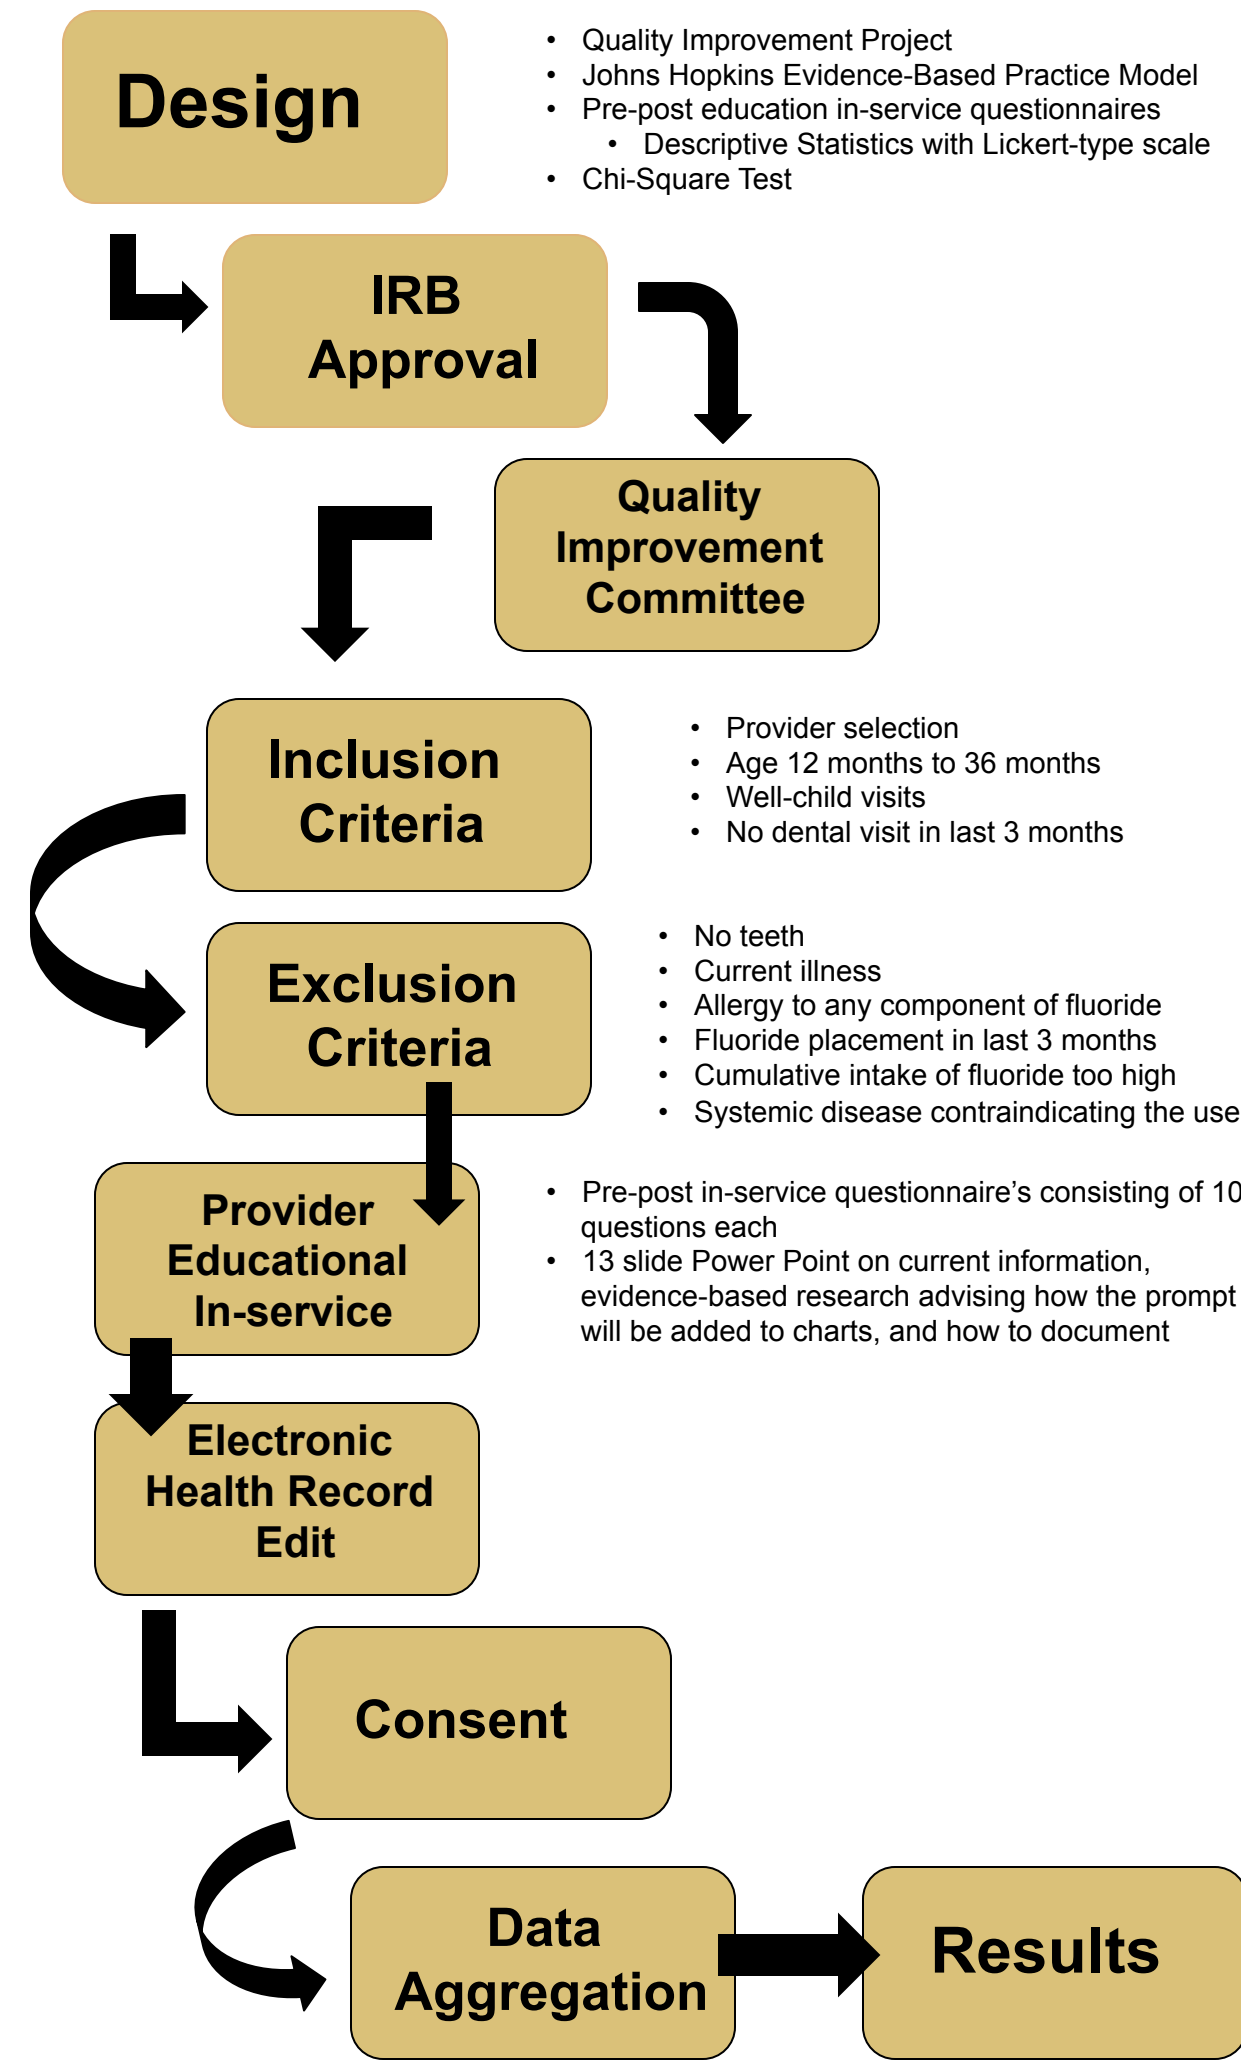 Design
• Quality Improvement Project
• Johns Hopkins Evidence-Based Practice Model
• Pre-post education in-service questionnaires
• Descriptive Statistics with Lickert-type scale
• Chi-Square Test
IRB
Approval
Quality
Improvement
Committee
Inclusion
Criteria
• Provider selection
• Age 12 months to 36 months
• Well-child visits
• No dental visit in last 3 months
Exclusion
Criteria
• No teeth
• Current illness
• Allergy to any component of fluoride
• Fluoride placement in last 3 months
• Cumulative intake of fluoride too high
• Systemic disease contraindicating the use
Provider
Educational
In-service
• Pre-post in-service questionnaire’s consisting of 10
questions each
• 13 slide Power Point on current information,
evidence-based research advising how the prompt
will be added to charts, and how to document
Electronic
Health Record
Edit
Consent
Data
Aggregation
Results